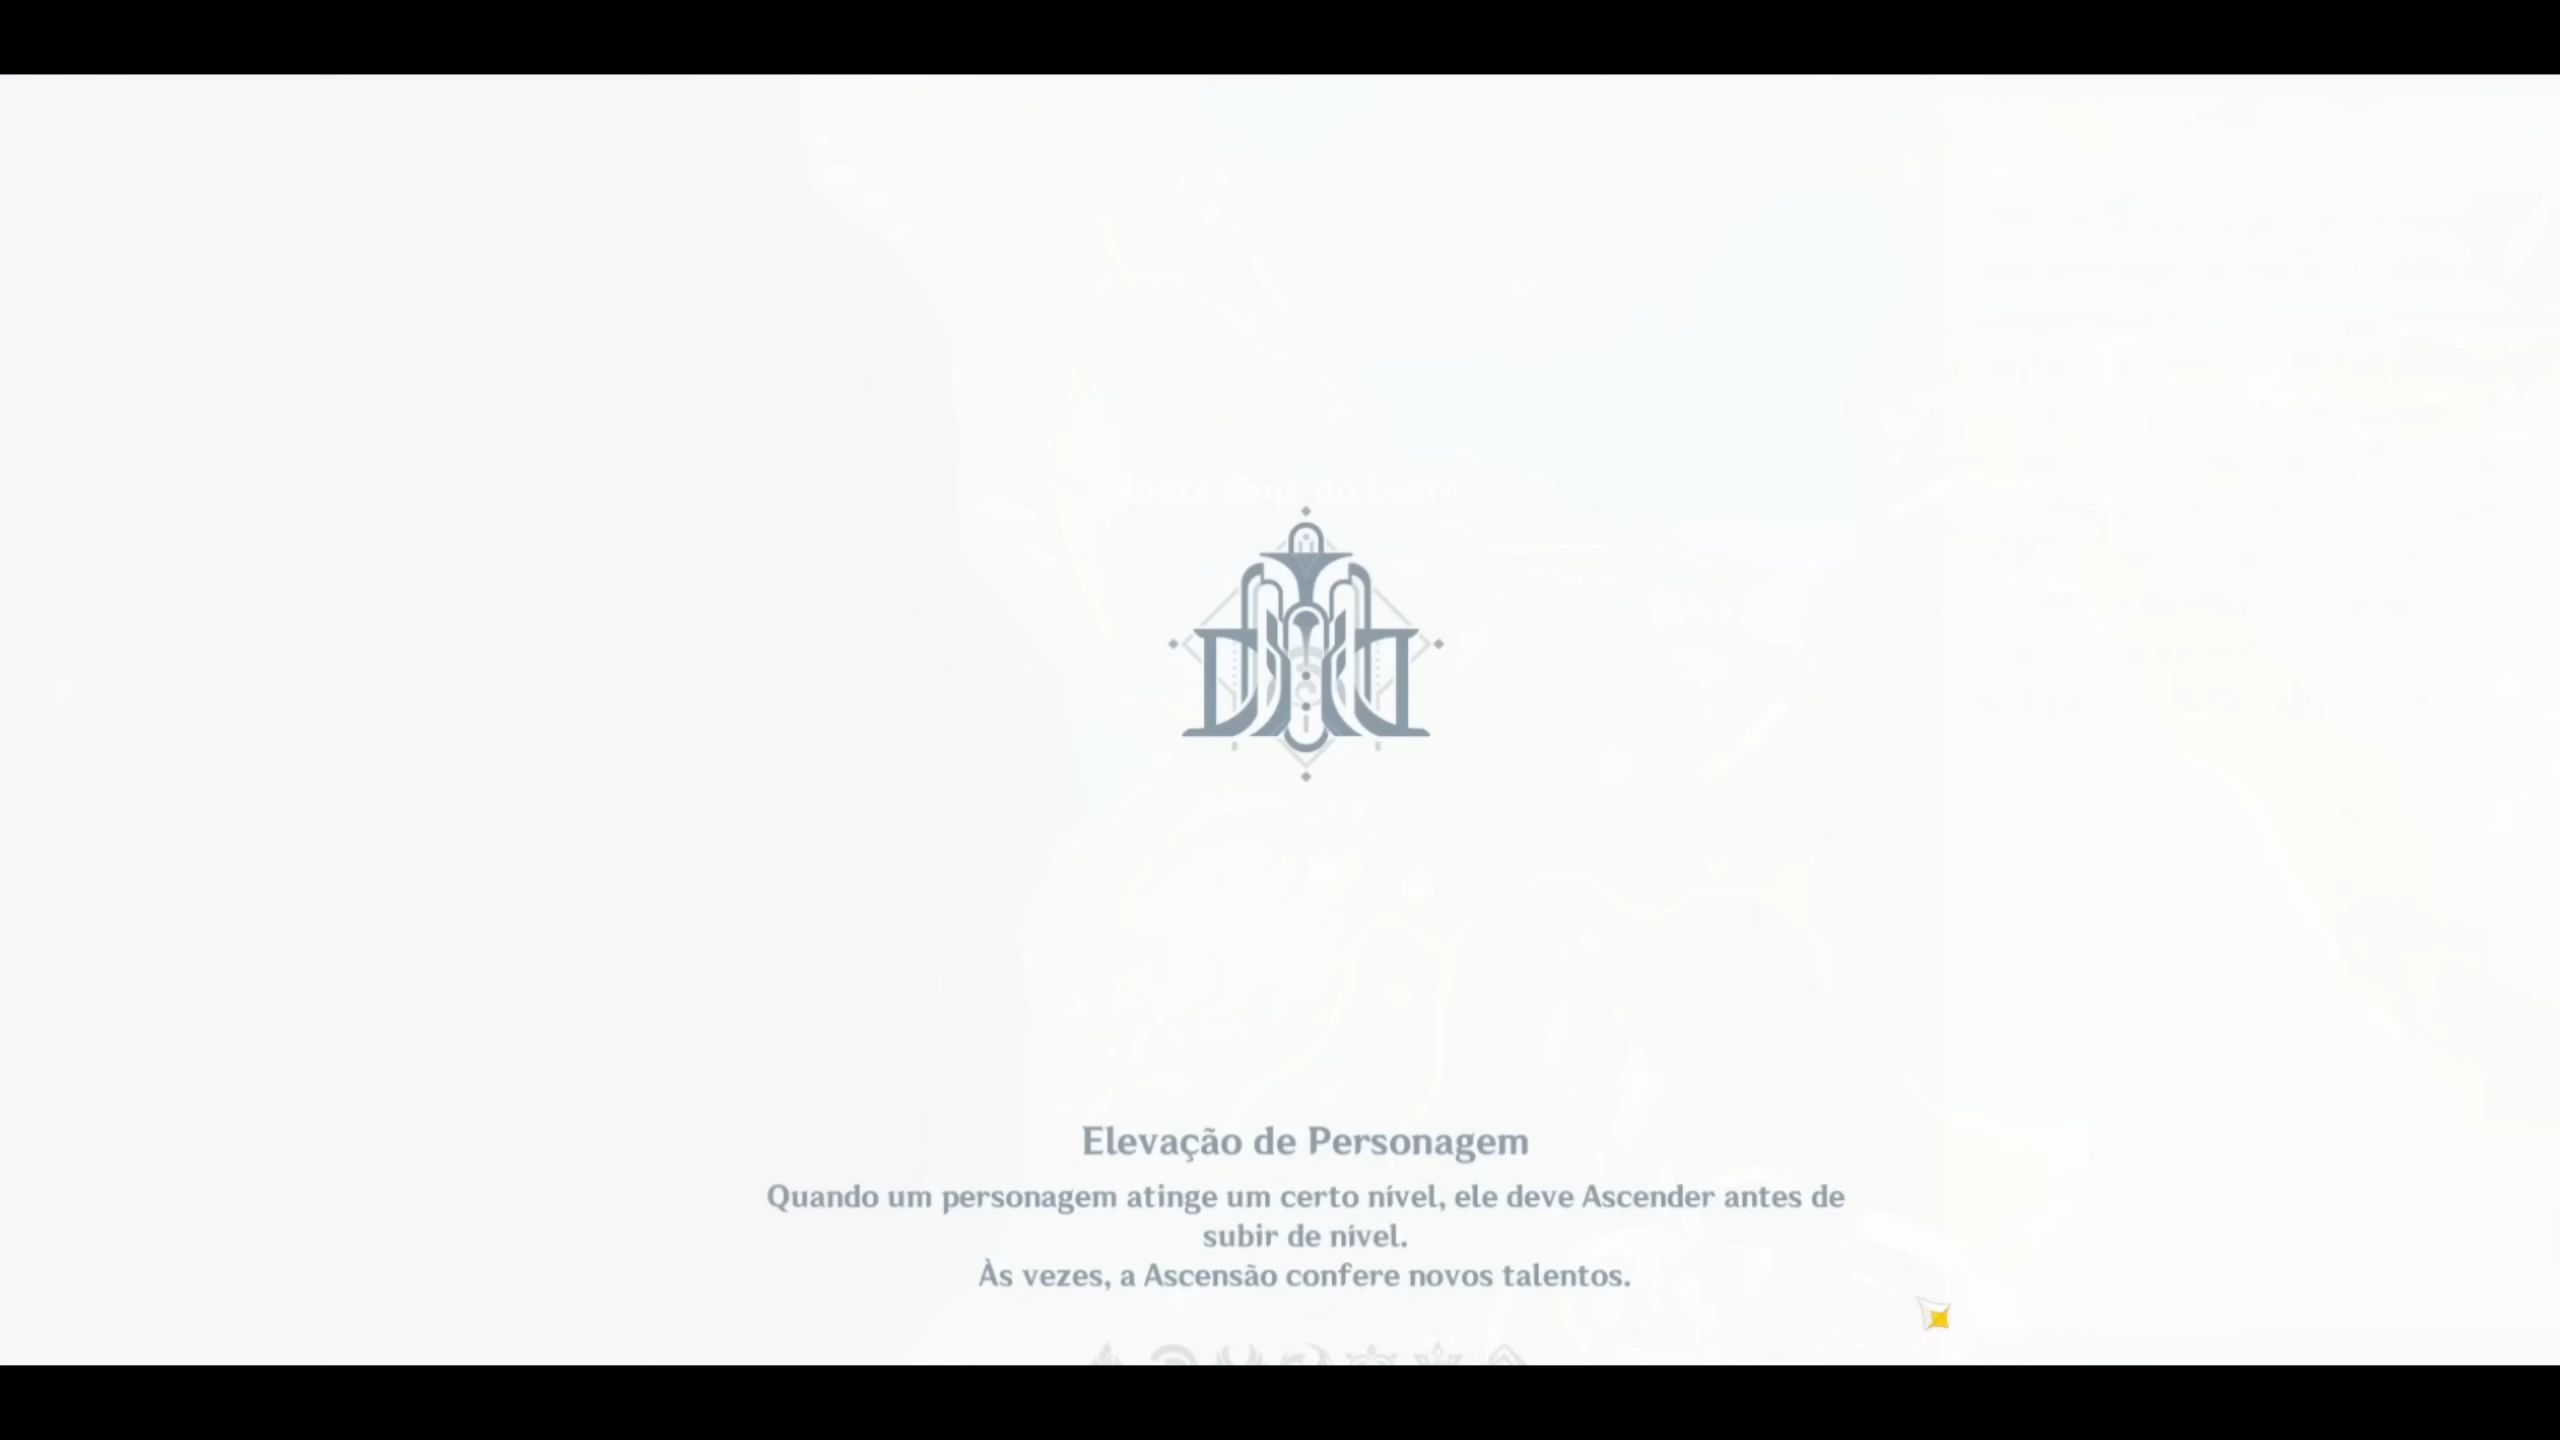 Elevação de Personagem
Quando um personagem atinge um certo nível, ele deve Ascender antes de
subir de nível.
Às vezes, a Ascensão confere novos talentos.